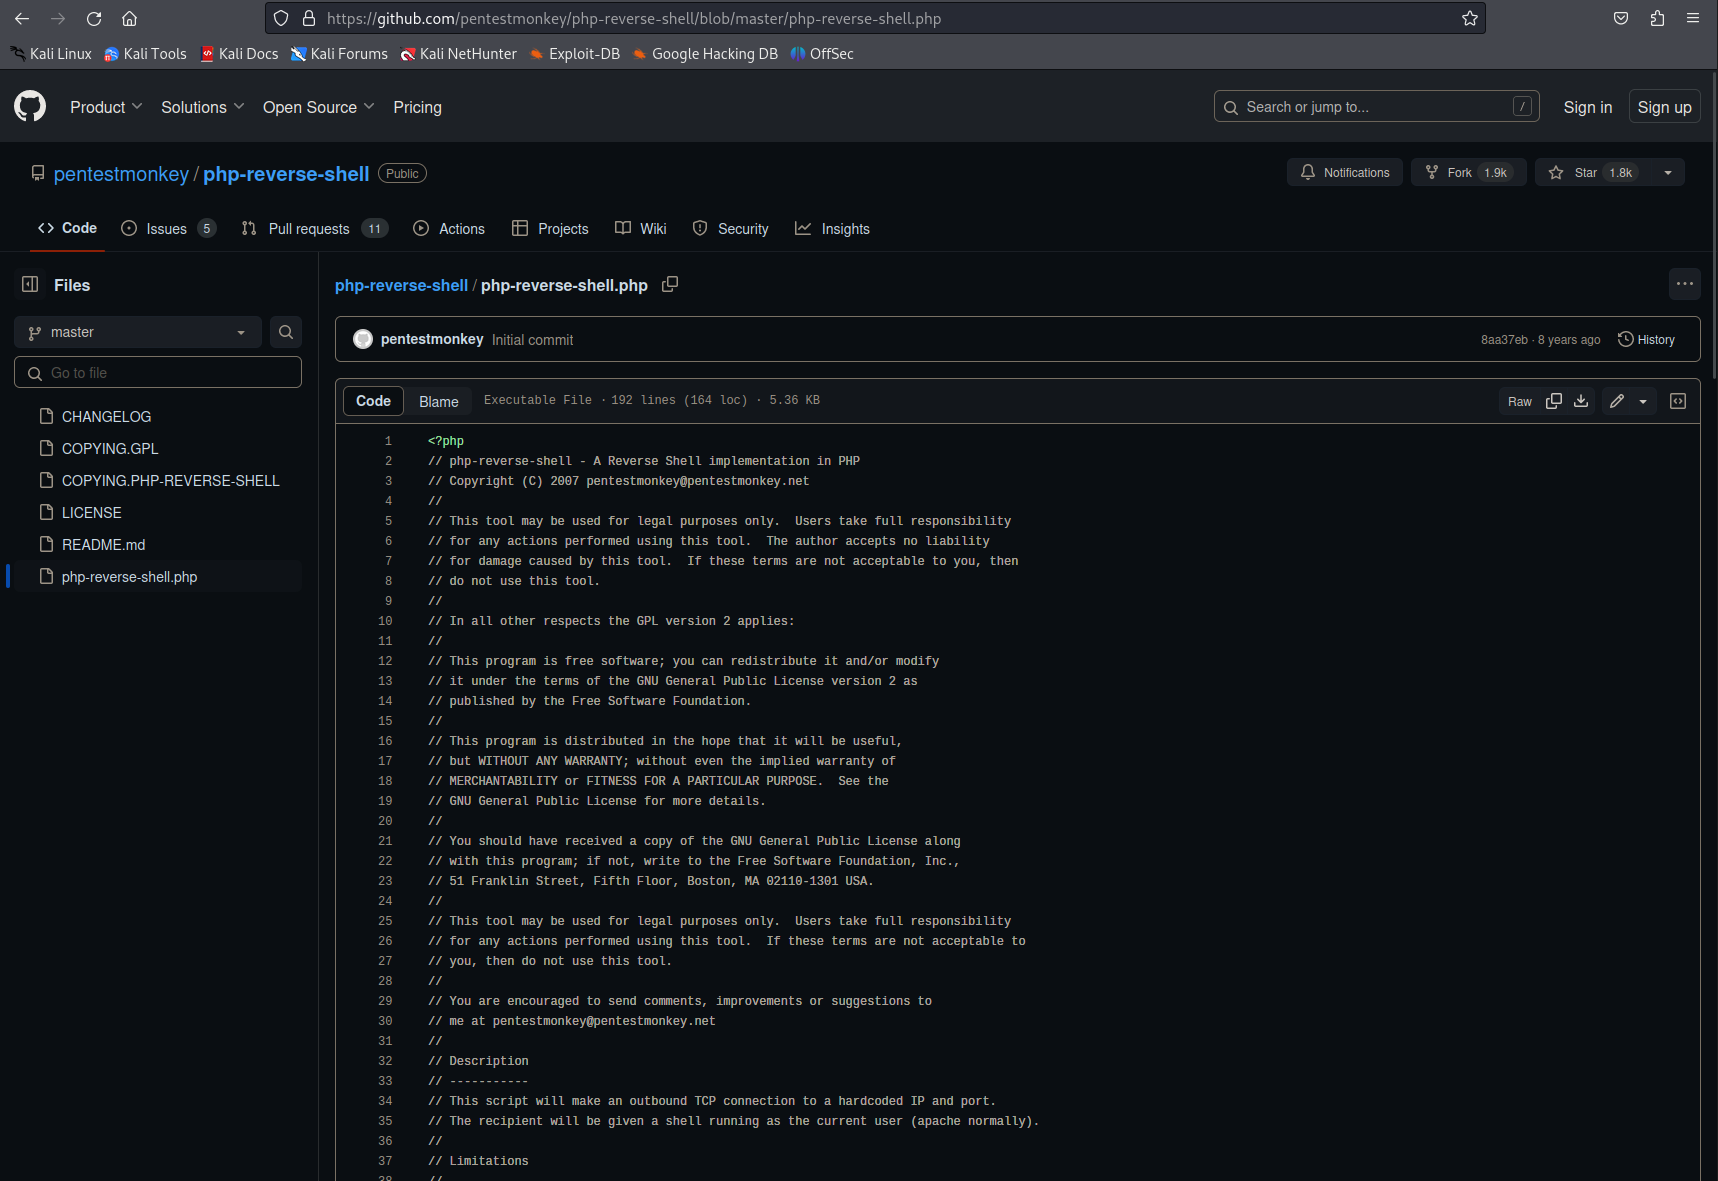 https://github.com/pentestmonkey/php-reverse-shell/blob/master/php-reverse-shell.php
Kali Linux Kali Tools Kali Docs Kali Forums Kali NetHunter Exploit-DB Google Hacking DB OffSec
Product Solutions Open Source Pricing Search or jump to... / Sign in Sign up
pentestmonkey / php-reverse-shell Public Notifications Fork 1.9k Star 1.8k
Code Issues 5 Pull requests 11 Actions Projects Wiki Security Insights
Files
master
Go to file
CHANGELOG
COPYING.GPL
COPYING.PHP-REVERSE-SHELL
LICENSE
README.md
php-reverse-shell.php
php-reverse-shell / php-reverse-shell.php
pentestmonkey Initial commit 8aa37eb · 8 years ago History
Code Blame Executable File · 192 lines (164 loc) · 5.36 KB Raw
1 <?php
2 // php-reverse-shell - A Reverse Shell implementation in PHP
3 // Copyright (C) 2007 pentestmonkey@pentestmonkey.net
4 //
5 // This tool may be used for legal purposes only.  Users take full responsibility
6 // for any actions performed using this tool.  The author accepts no liability
7 // for damage caused by this tool.  If these terms are not acceptable to you, then
8 // do not use this tool.
9 //
10 // In all other respects the GPL version 2 applies:
11 //
12 // This program is free software; you can redistribute it and/or modify
13 // it under the terms of the GNU General Public License version 2 as
14 // published by the Free Software Foundation.
15 //
16 // This program is distributed in the hope that it will be useful,
17 // but WITHOUT ANY WARRANTY; without even the implied warranty of
18 // MERCHANTABILITY or FITNESS FOR A PARTICULAR PURPOSE.  See the
19 // GNU General Public License for more details.
20 //
21 // You should have received a copy of the GNU General Public License along
22 // with this program; if not, write to the Free Software Foundation, Inc.,
23 // 51 Franklin Street, Fifth Floor, Boston, MA 02110-1301 USA.
24 //
25 // This tool may be used for legal purposes only.  Users take full responsibility
26 // for any actions performed using this tool.  If these terms are not acceptable to
27 // you, then do not use this tool.
28 //
29 // You are encouraged to send comments, improvements or suggestions to
30 // me at pentestmonkey@pentestmonkey.net
31 //
32 // Description
33 // -----------
34 // This script will make an outbound TCP connection to a hardcoded IP and port.
35 // The recipient will be given a shell running as the current user (apache normally).
36 //
37 // Limitations
38 //